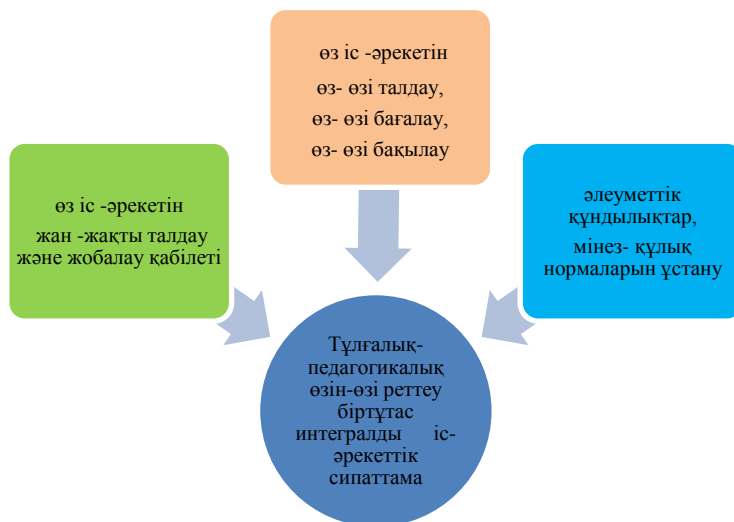 өз іс -әрекетін
өз- өзі талдау,
өз- өзі бағалау,
өз- өзі бақылау
өз іс -әрекетін
жан -жақты талдау
және жобалау қабілеті
әлеуметтік
құндылықтар,
мінез- құлық
нормаларын ұстану
Тұлғалық-
педагогикалық
өзін-өзі реттеу
біртұтас
интегралды іс-
әрекеттік
сипаттама